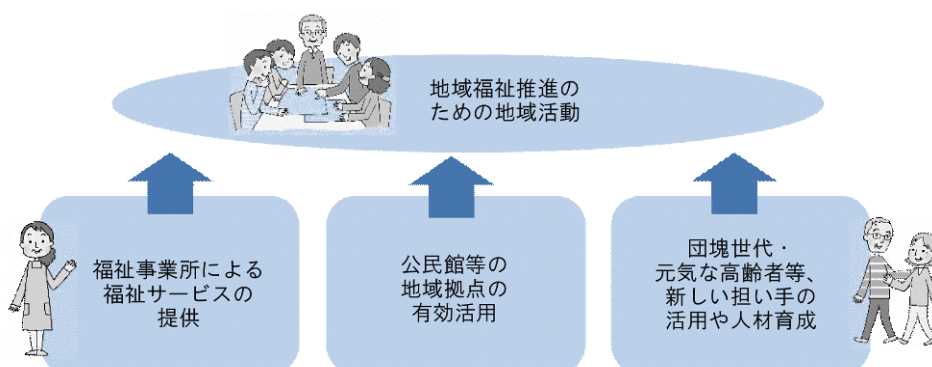 地域福祉推進の
ための地域活動
福祉事業所による
福祉サービスの
提供
公民館等の
地域拠点の
有効活用
団塊世代・
元気な高齢者等、
新しい担い手の
活用や人材育成